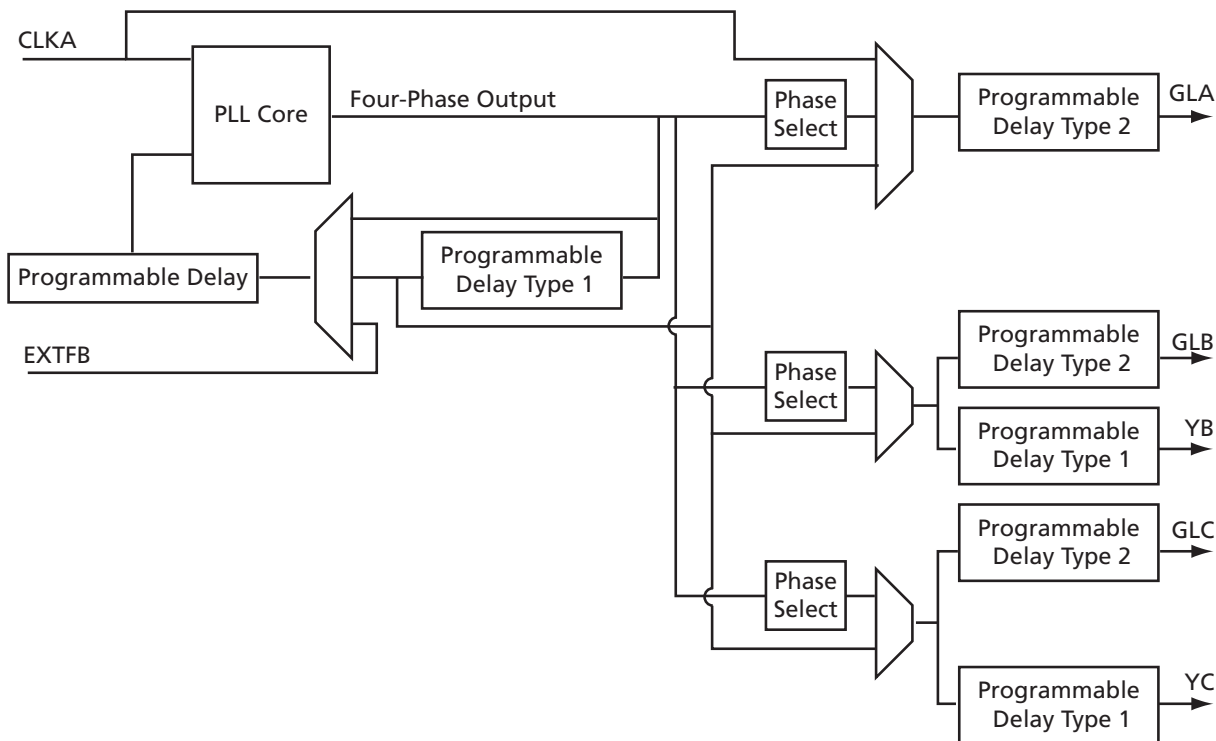 CLKA
PLL Core
Four-Phase Output
Phase
Select
Programmable
Delay Type 2
GLA
Programmable Delay
Programmable
Delay Type 1
EXTFB
Phase
Select
Programmable
Delay Type 2
GLB
Programmable
Delay Type 1
YB
Phase
Select
Programmable
Delay Type 2
GLC
Programmable
Delay Type 1
YC